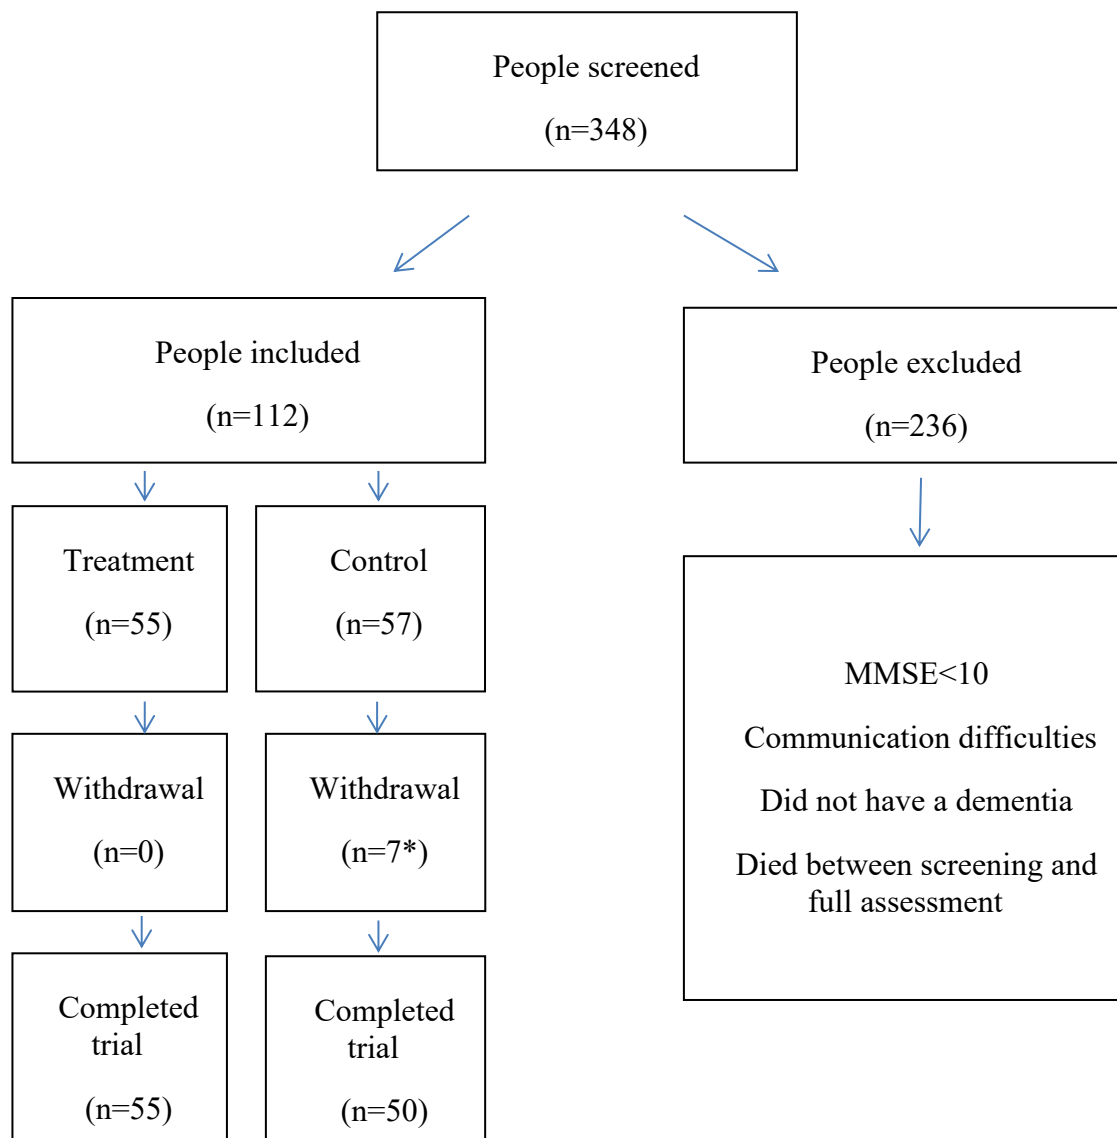 People screened
(n=348)
People included
(n=112)
People excluded
(n=236)
Treatment
(n=55)
Control
(n=57)
MMSE<10
Communication difficulties
Did not have a dementia
Died between screening and
full assessment
Withdrawal
(n=0)
Withdrawal
(n=7*)
Completed
trial
(n=55)
Completed
trial
(n=50)